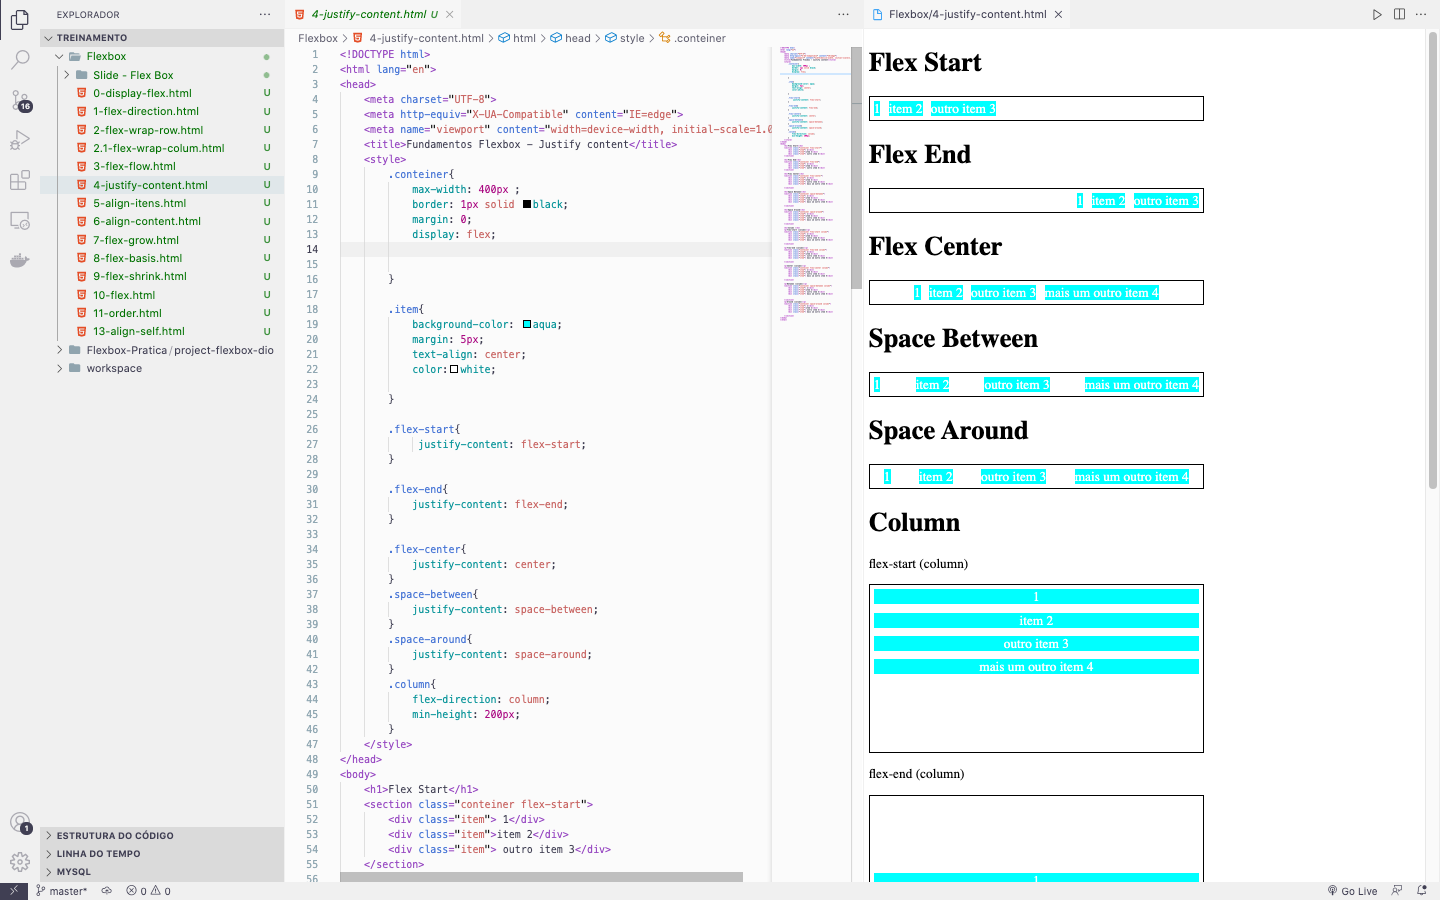 EXPLORADOR
TREINAMENTO
Flexbox
Slide - Flex Box
0-display-flex.html U
1-flex-direction.html U
2-flex-wrap-row.html U
2.1-flex-wrap-colum.html U
3-flex-flow.html U
4-justify-content.html U
5-align-itens.html U
6-align-content.html U
7-flex-grow.html U
8-flex-basis.html U
9-flex-shrink.html U
10-flex.html U
11-order.html U
13-align-self.html U
Flexbox-Pratica/project-flexbox-dio
workspace
16
1
ESTRUTURA DO CÓDIGO
LINHA DO TEMPO
MYSQL
4-justify-content.html U
Flexbox > 4-justify-content.html > html > head > style > .conteiner
1 <!DOCTYPE html>
2 <html lang="en">
3 <head>
4 <meta charset="UTF-8">
5 <meta http-equiv="X-UA-Compatible" content="IE=edge">
6 <meta name="viewport" content="width=device-width, initial-scale=1.0
7 <title>Fundamentos Flexbox - Justify content</title>
8 <style>
9 .conteiner{
10 max-width: 400px ;
11 border: 1px solid black;
12 margin: 0;
13 display: flex;
14
15
16 }
17
18 .item{
19 background-color: aqua;
20 margin: 5px;
21 text-align: center;
22 color: white;
23
24 }
25
26 .flex-start{
27 justify-content: flex-start;
28 }
29
30 .flex-end{
31 justify-content: flex-end;
32 }
33
34 .flex-center{
35 justify-content: center;
36 }
37 .space-between{
38 justify-content: space-between;
39 }
40 .space-around{
41 justify-content: space-around;
42 }
43 .column{
44 flex-direction: column;
45 min-height: 200px;
46 }
47 </style>
48 </head>
49 <body>
50 <h1>Flex Start</h1>
51 <section class="conteiner flex-start">
52 <div class="item"> 1</div>
53 <div class="item">item 2</div>
54 <div class="item"> outro item 3</div>
55 </section>
56
Flexbox/4-justify-content.html
Flex Start
1 item 2 outro item 3
Flex End
1 item 2 outro item 3
Flex Center
1 item 2 outro item 3 mais um outro item 4
Space Between
1 item 2 outro item 3 mais um outro item 4
Space Around
1 item 2 outro item 3 mais um outro item 4
Column
flex-start (column)
1
item 2
outro item 3
mais um outro item 4
flex-end (column)
1
master* 0 0
Go Live